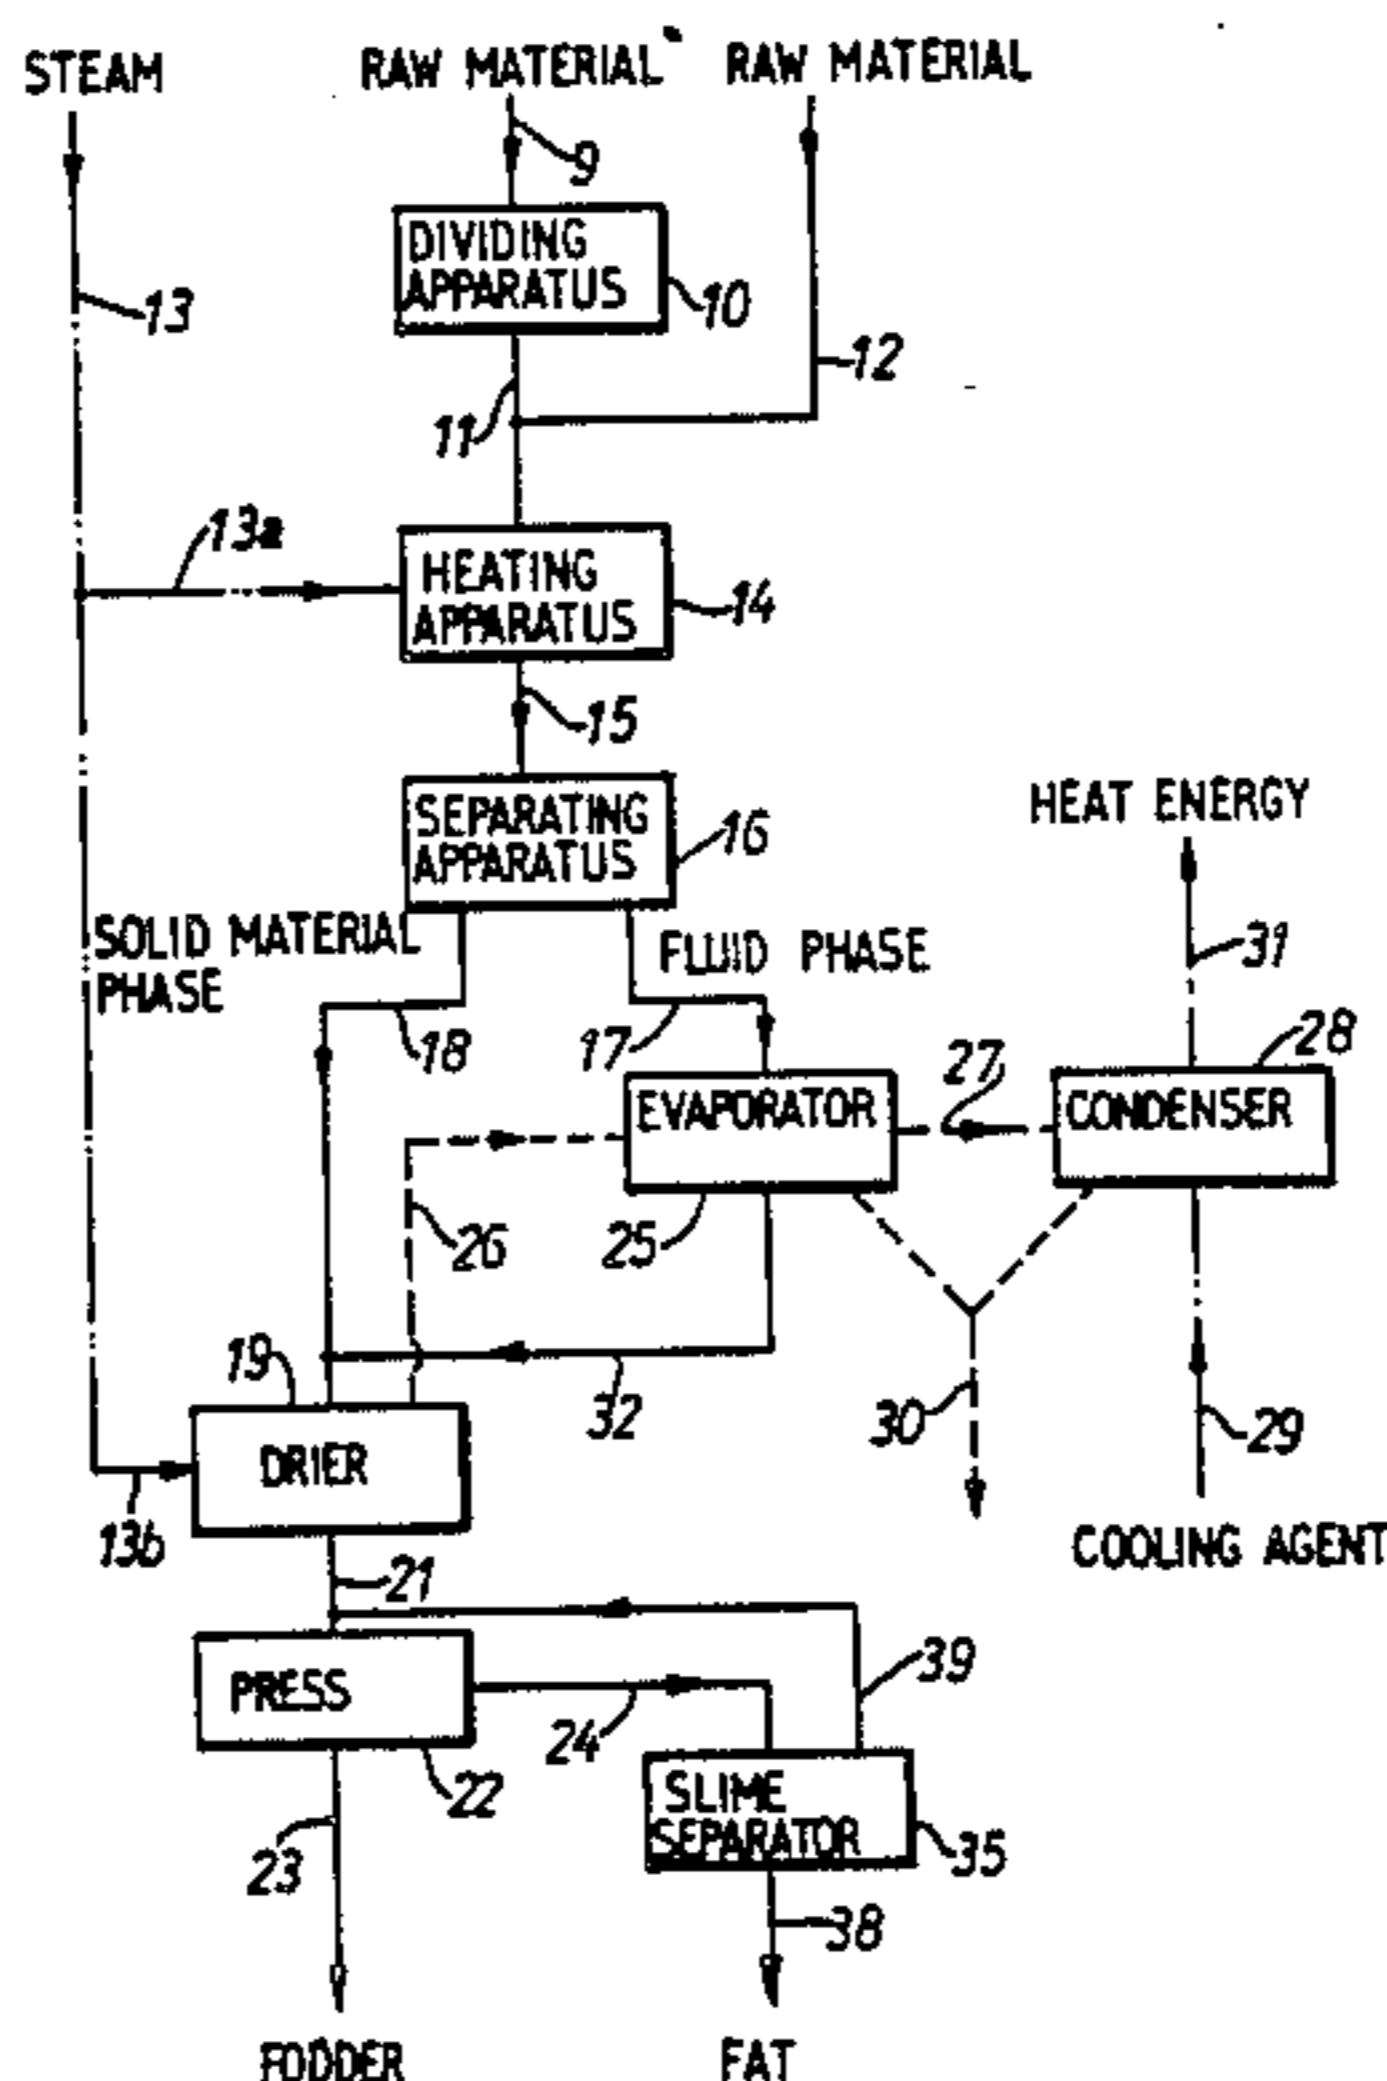 STEAM
RAW MATERIAL
RAW MATERIAL
9
DIVIDING
APPARATUS
10
13
12
11
13a
HEATING
APPARATUS
14
15
SEPARATING
APPARATUS
16
HEAT ENERGY
SOLID MATERIAL
PHASE
FLUID PHASE
31
18
17
27
28
EVAPORATOR
CONDENSER
26
25
19
32
30
29
DRIER
13b
COOLING AGENT
21
PRESS
39
24
22
SLIME
SEPARATOR
35
23
38
FODDER
FAT